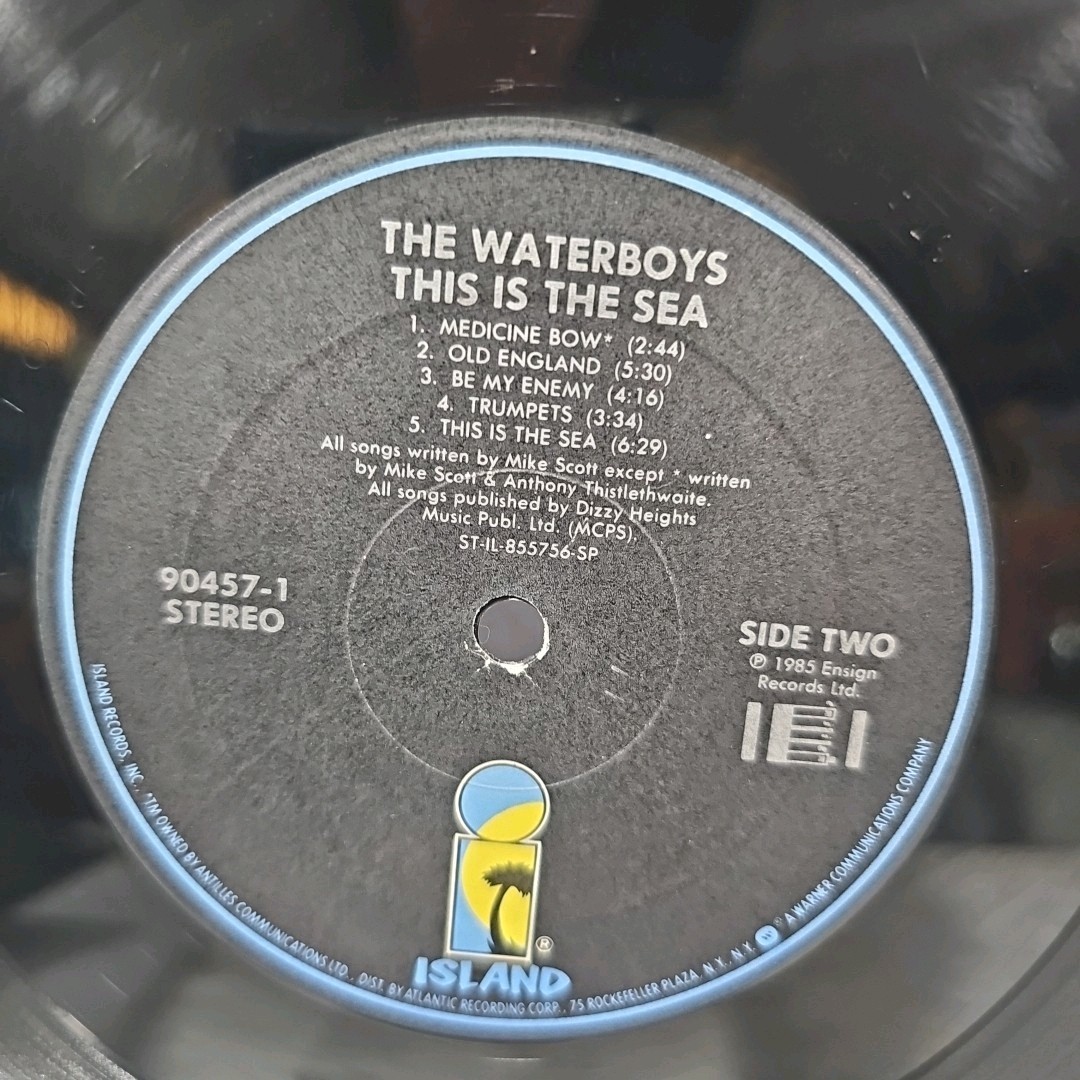 THE WATERBOYS
THIS IS THE SEA
1. MEDICINE BOW* (2:44)
2. OLD ENGLAND (5:30)
3. BE MY ENEMY (4:16)
4. TRUMPETS (3:34)
5. THIS IS THE SEA (6:29)
All songs written by Mike Scott except * written
by Mike Scott & Anthony Thistlethwaite.
All songs published by Dizzy Heights
Music Publ. Ltd. (MCPS).
ST-IL-855756-SP
90457-1
STEREO
SIDE TWO
℗ 1985 Ensign
Records Ltd.
ISLAND®
ISLAND RECORDS, INC., *TM OWNED BY ANTILLES COMMUNICATIONS LTD., DIST. BY ATLANTIC RECORDING CORP., 75 ROCKEFELLER PLAZA, N.Y., N.Y. ® A WARNER COMMUNICATIONS COMPANY